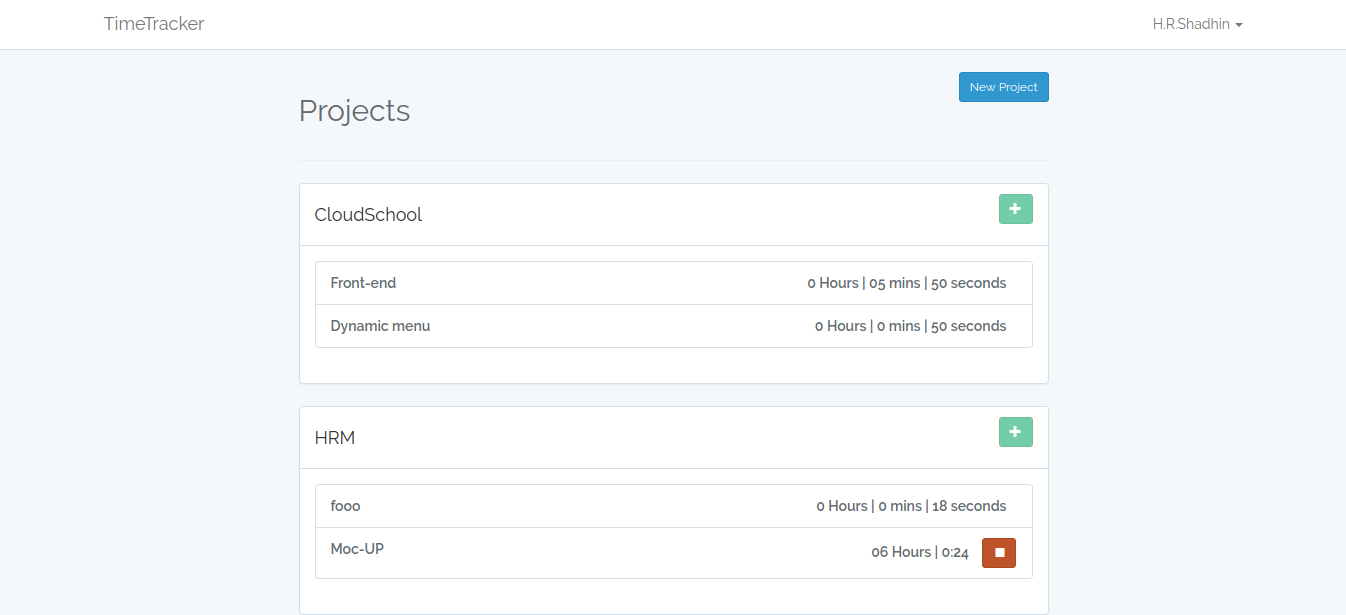 TimeTracker H.R.Shadhin
New Project
Projects
CloudSchool
Front-end 0 Hours | 05 mins | 50 seconds
Dynamic menu 0 Hours | 0 mins | 50 seconds
HRM
fooo 0 Hours | 0 mins | 18 seconds
Moc-UP 06 Hours | 0:24